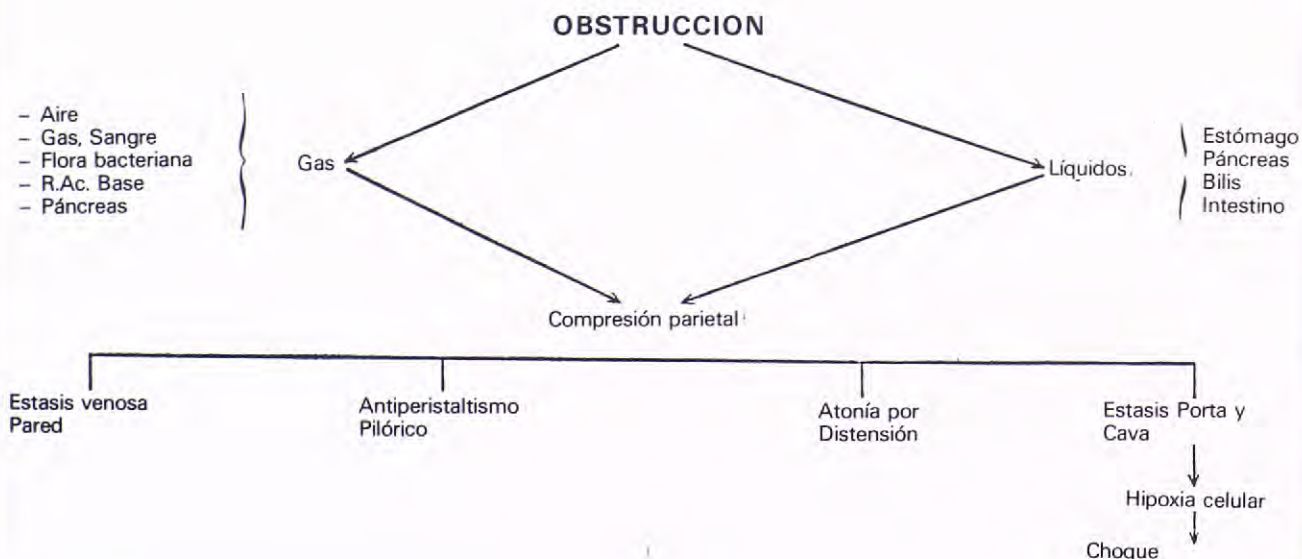 OBSTRUCCION
– Aire
– Gas, Sangre
– Flora bacteriana
– R.Ac. Base
– Páncreas
Gas
Líquidos
Estómago
Páncreas
Bilis
Intestino
Compresión parietal
Estasis venosa
Pared
Antiperistaltismo
Pilórico
Atonía por
Distensión
Estasis Porta y
Cava
Hipoxia celular
Choque